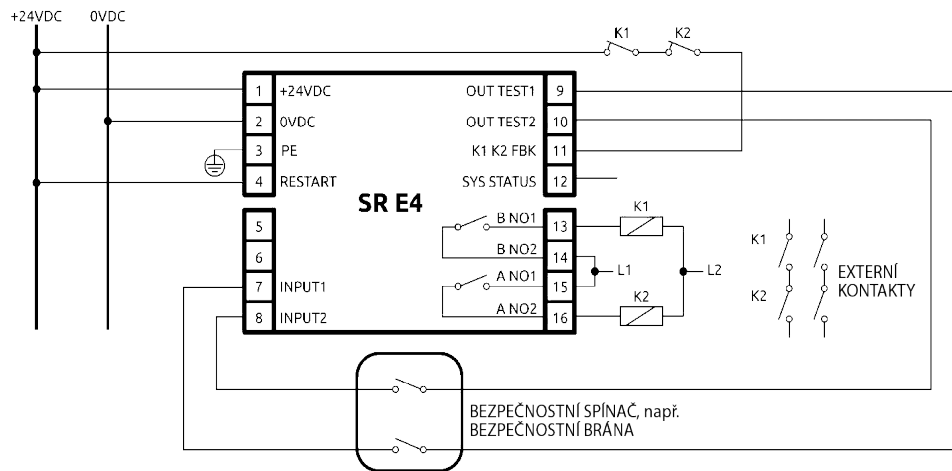 +24VDC 0VDC
K1 K2
1 +24VDC OUT TEST1 9
2 0VDC OUT TEST2 10
3 PE K1 K2 FBK 11
4 RESTART SYS STATUS 12
SR E4
5 B NO1 13 K1
6 B NO2 14 L1 L2
7 INPUT1 A NO1 15
8 INPUT2 A NO2 16 K2
K1
K2
EXTERNÍ
KONTAKTY
BEZPEČNOSTNÍ SPÍNAČ, např.
BEZPEČNOSTNÍ BRÁNA